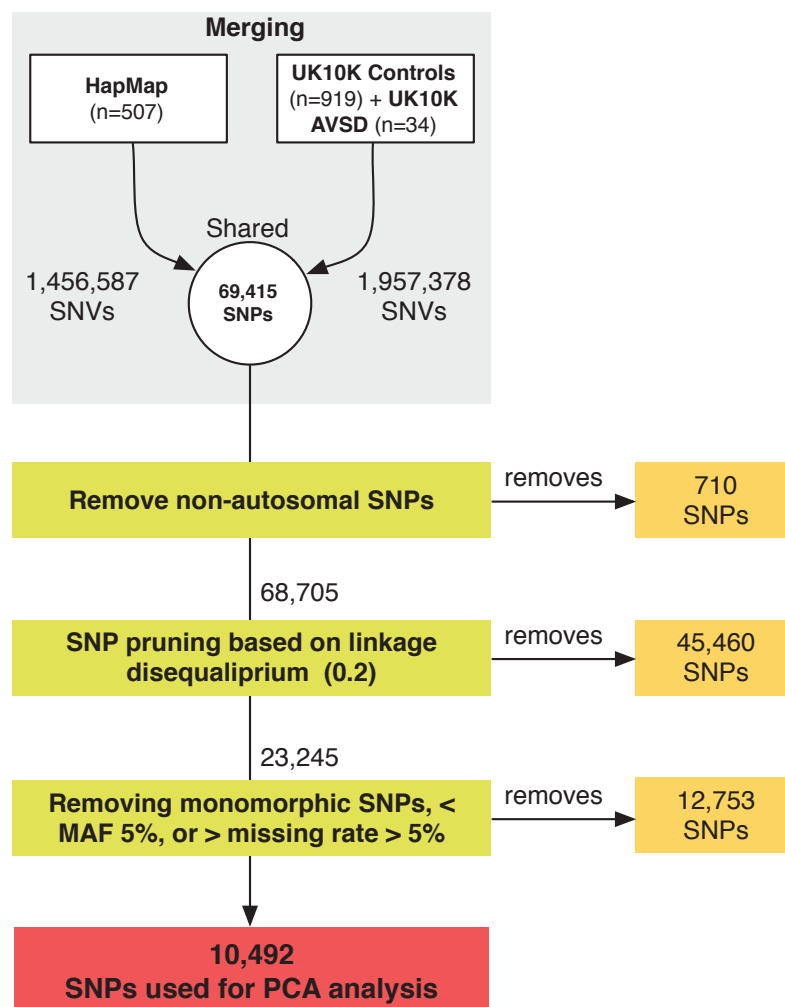 Merging
HapMap
(n=507)
UK10K Controls
(n=919) + UK10K
AVSD (n=34)
Shared
1,456,587
SNVs
69,415
SNPs
1,957,378
SNVs
Remove non-autosomal SNPs
removes
710
SNPs
68,705
SNP pruning based on linkage
disequaliprium (0.2)
removes
45,460
SNPs
23,245
Removing monomorphic SNPs, <
MAF 5%, or > missing rate > 5%
removes
12,753
SNPs
10,492
SNPs used for PCA analysis